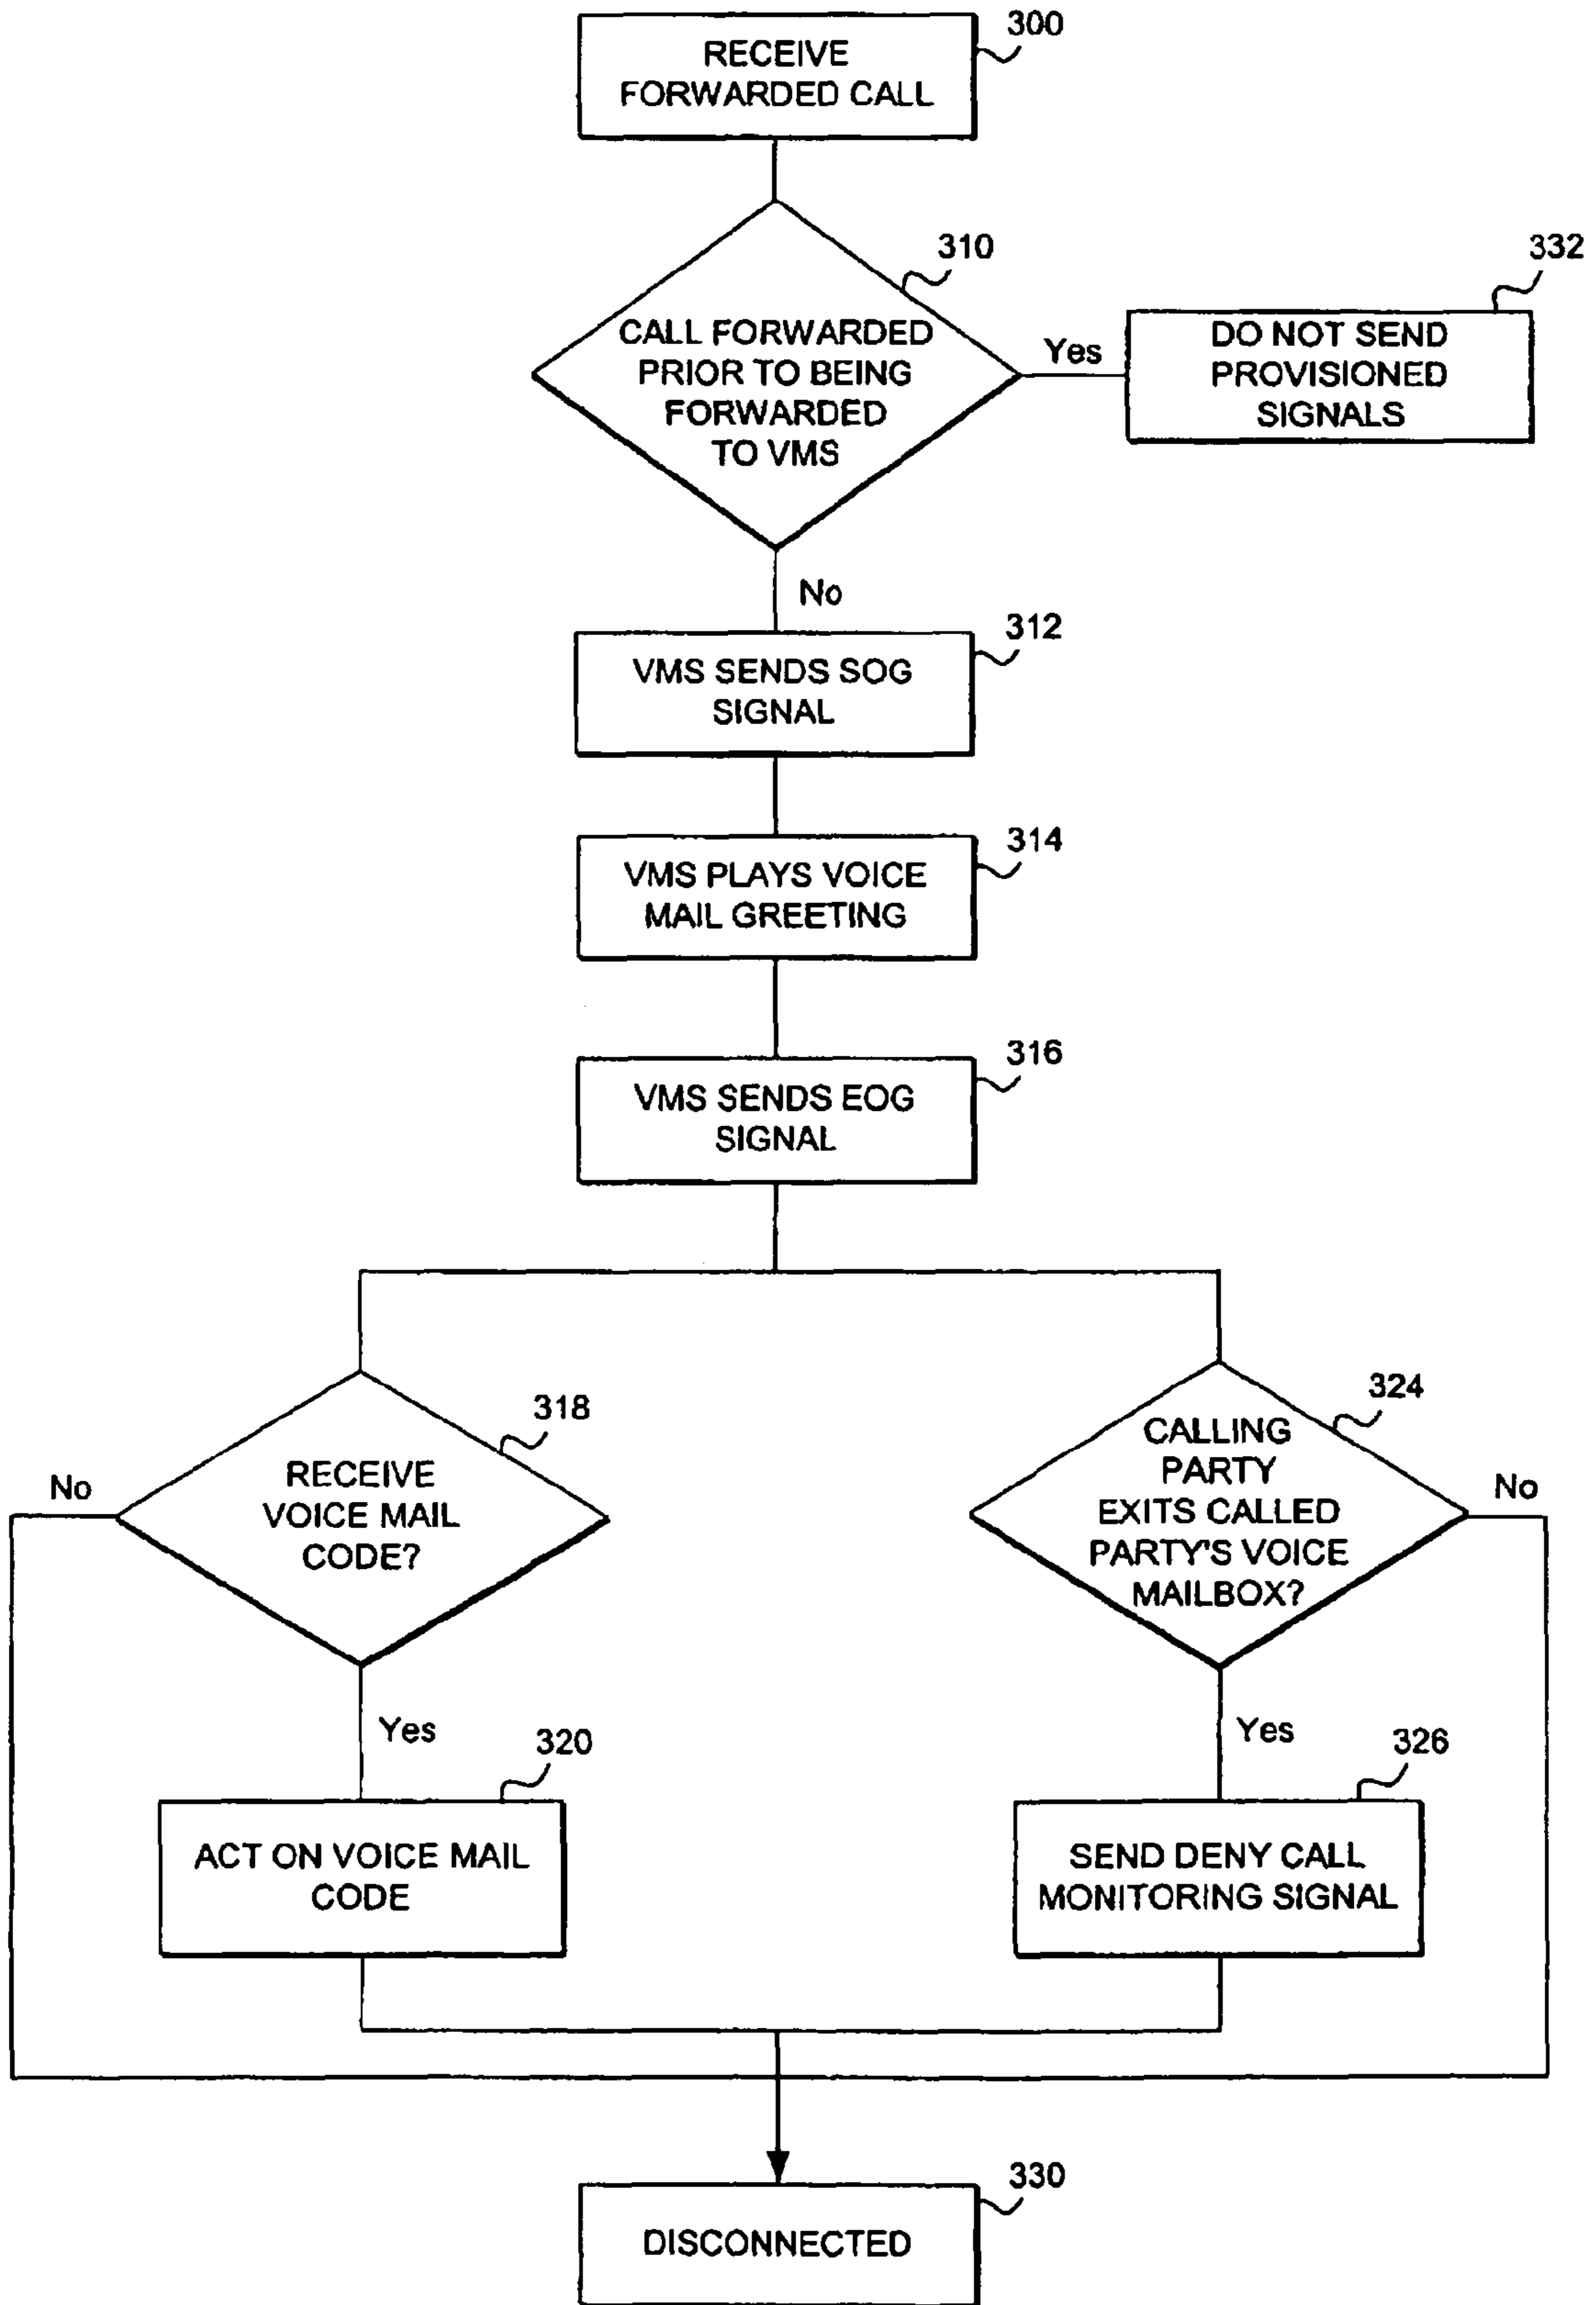 300
RECEIVE
FORWARDED CALL
310
332
CALL FORWARDED
PRIOR TO BEING
FORWARDED
TO VMS
Yes
DO NOT SEND
PROVISIONED
SIGNALS
No
312
VMS SENDS SOG
SIGNAL
314
VMS PLAYS VOICE
MAIL GREETING
316
VMS SENDS EOG
SIGNAL
318
RECEIVE
VOICE MAIL
CODE?
No
324
CALLING
PARTY
EXITS CALLED
PARTY'S VOICE
MAILBOX?
No
Yes
320
ACT ON VOICE MAIL
CODE
Yes
326
SEND DENY CALL
MONITORING SIGNAL
330
DISCONNECTED